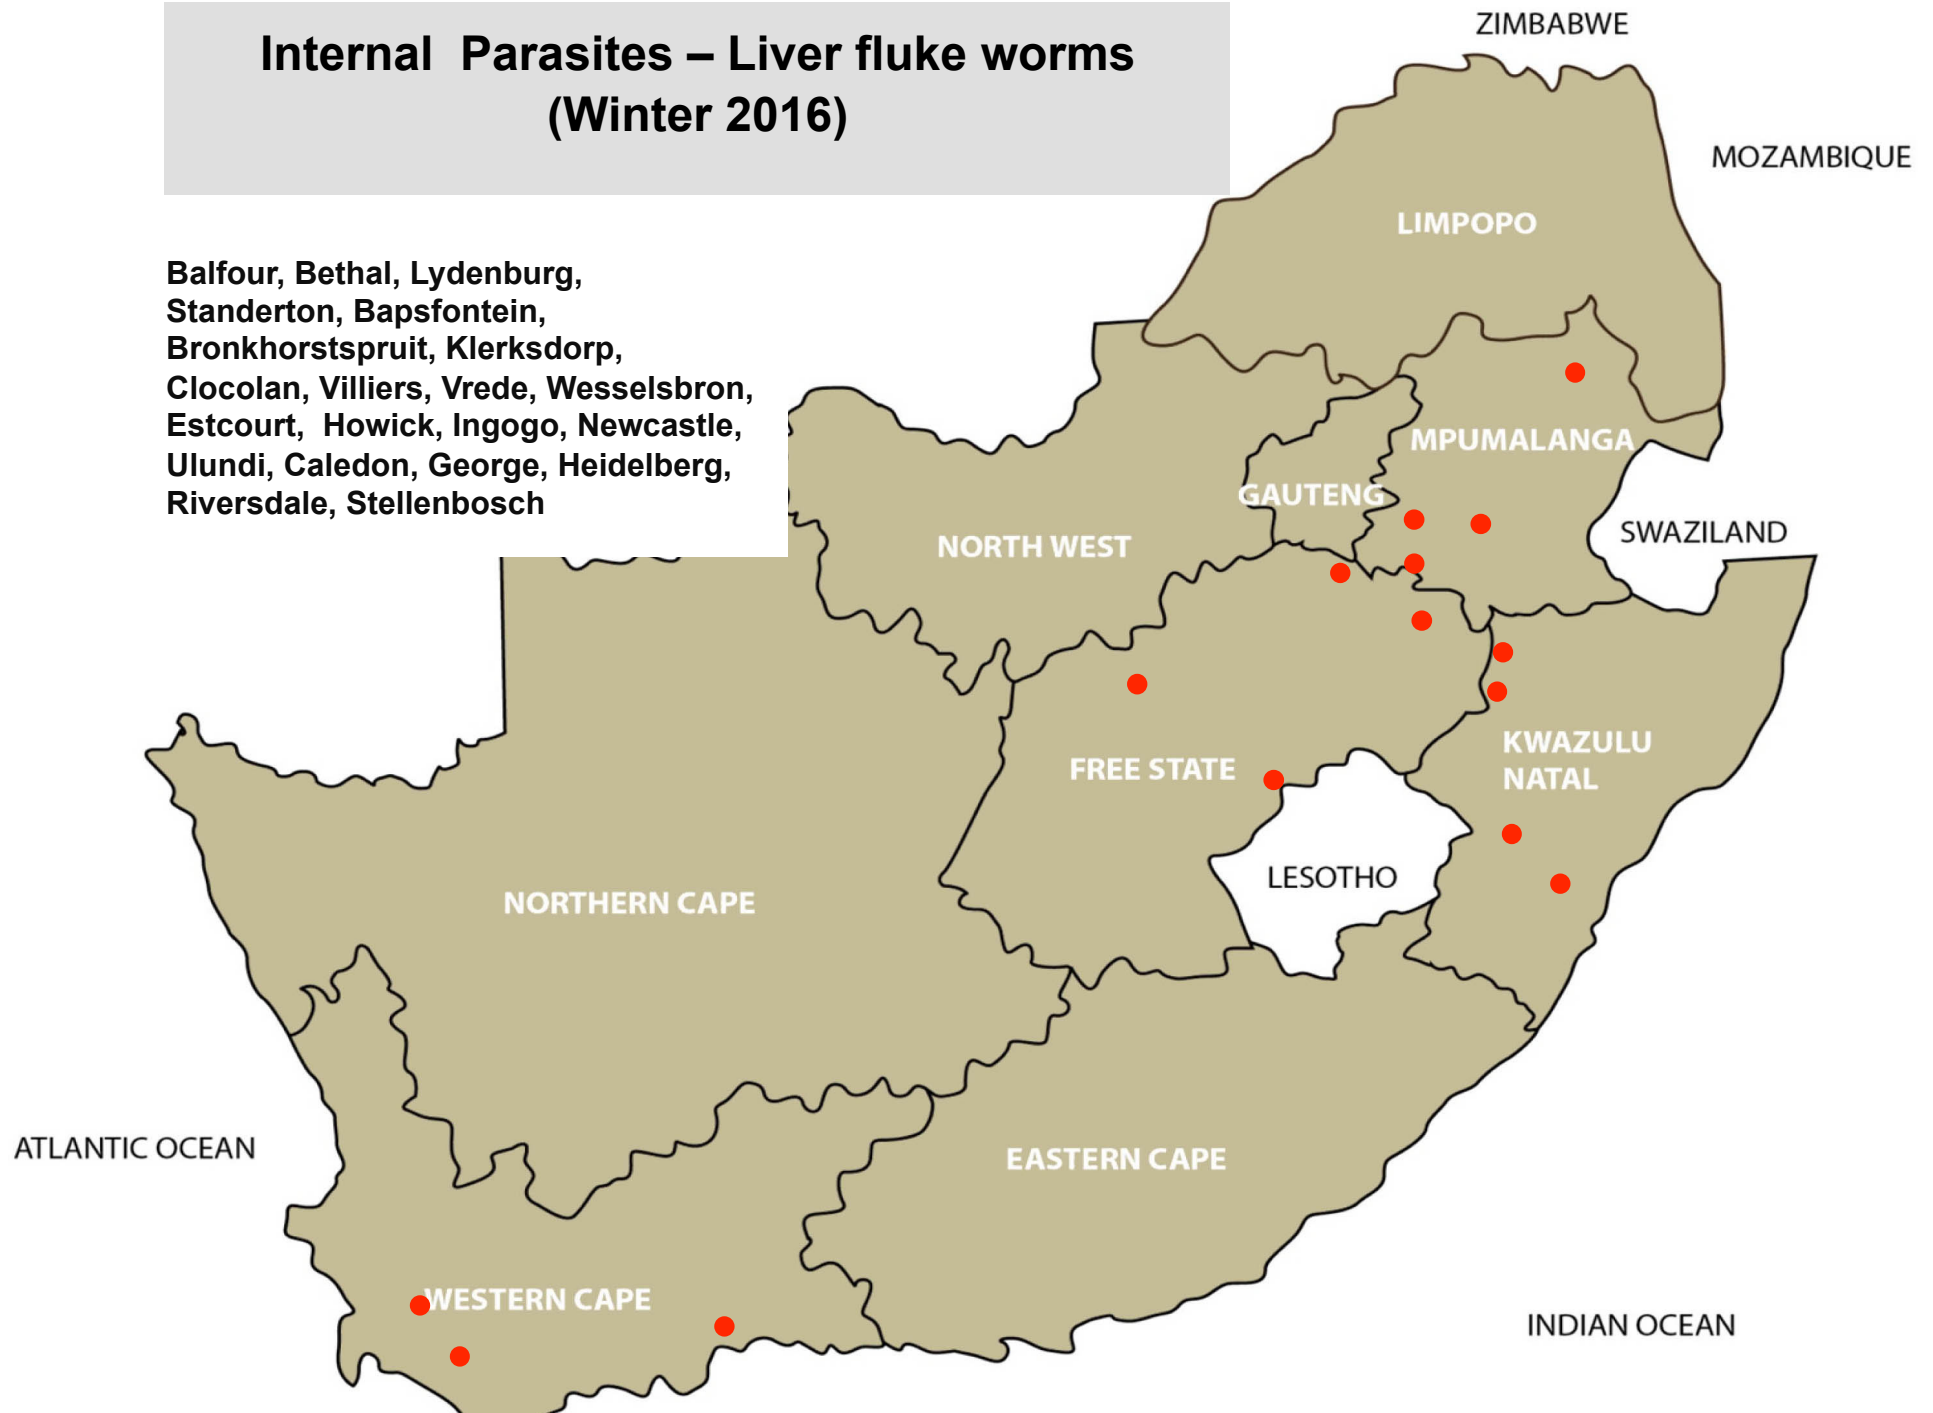 Internal  Parasites – Liver fluke worms
(Winter 2016)
ZIMBABWE
MOZAMBIQUE
LIMPOPO
Balfour, Bethal, Lydenburg,
Standerton, Bapsfontein,
Bronkhorstspruit, Klerksdorp,
Clocolan, Villiers, Vrede, Wesselsbron,
Estcourt,  Howick, Ingogo, Newcastle,
Ulundi, Caledon, George, Heidelberg,
Riversdale, Stellenbosch
MPUMALANGA
GAUTENG
SWAZILAND
NORTH WEST
KWAZULU
NATAL
FREE STATE
LESOTHO
NORTHERN CAPE
ATLANTIC OCEAN
EASTERN CAPE
WESTERN CAPE
INDIAN OCEAN